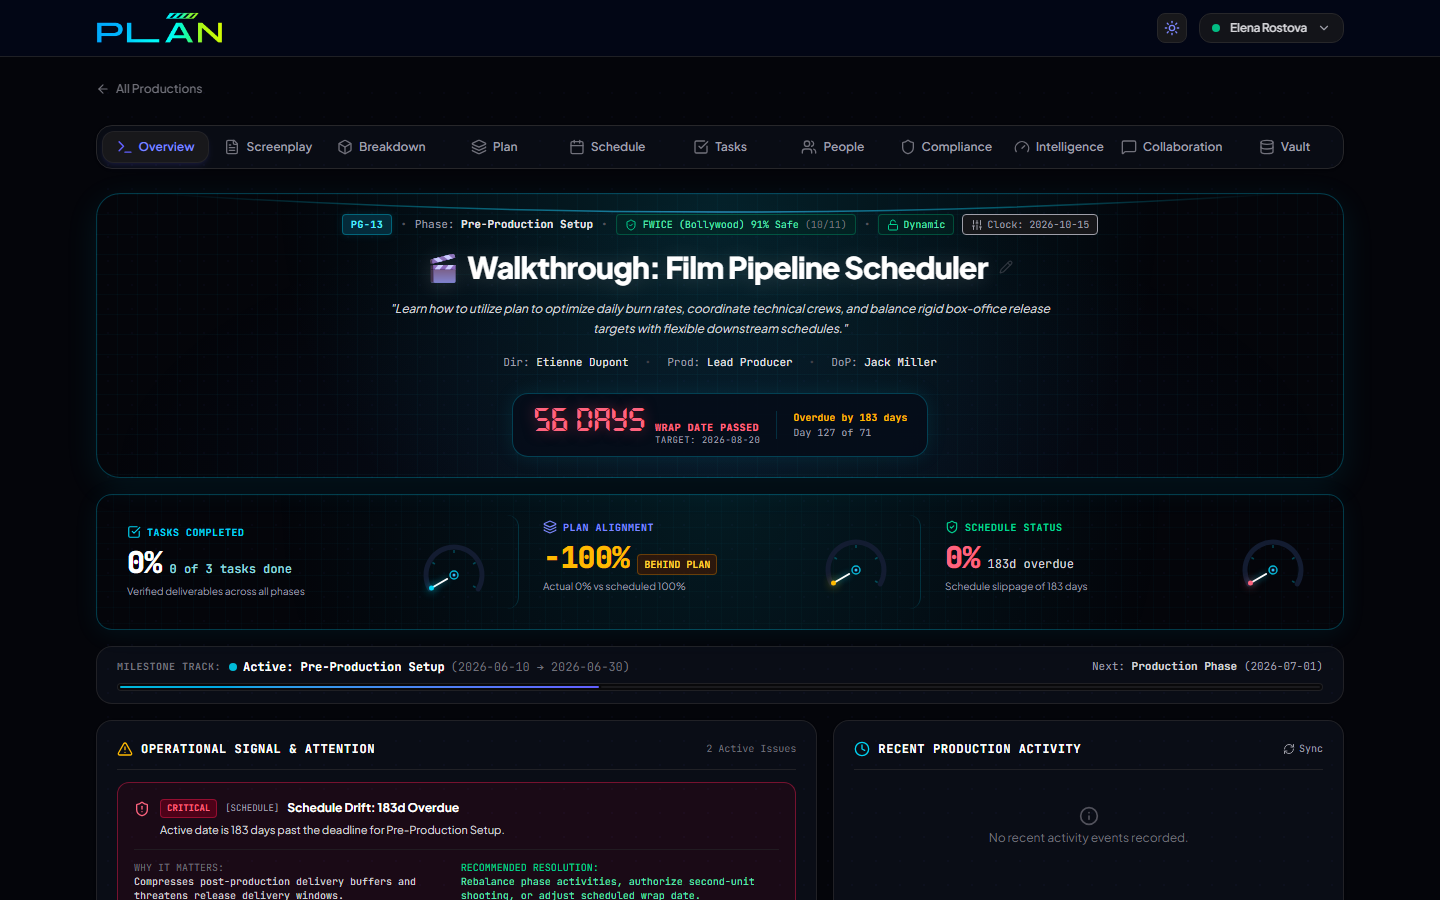 PLAN
Elena Rostova
All Productions
Overview
Screenplay
Breakdown
Plan
Schedule
Tasks
People
Compliance
Intelligence
Collaboration
Vault
PG-13 · Phase: Pre-Production Setup · FWICE (Bollywood) 91% Safe (10/11) · Dynamic Clock: 2026-10-15
Walkthrough: Film Pipeline Scheduler
"Learn how to utilize plan to optimize daily burn rates, coordinate technical crews, and balance rigid box-office release
targets with flexible downstream schedules."
Dir: Etienne Dupont · Prod: Lead Producer · DoP: Jack Miller
56 DAYS WRAP DATE PASSED
TARGET: 2026-08-20
Overdue by 183 days
Day 127 of 71
TASKS COMPLETED
0% 0 of 3 tasks done
Verified deliverables across all phases
PLAN ALIGNMENT
-100% BEHIND PLAN
Actual 0% vs scheduled 100%
SCHEDULE STATUS
0% 183d overdue
Schedule slippage of 183 days
MILESTONE TRACK: Active: Pre-Production Setup (2026-06-10 → 2026-06-30)
Next: Production Phase (2026-07-01)
OPERATIONAL SIGNAL & ATTENTION
2 Active Issues
CRITICAL [SCHEDULE] Schedule Drift: 183d Overdue
Active date is 183 days past the deadline for Pre-Production Setup.
WHY IT MATTERS:
Compresses post-production delivery buffers and
threatens release delivery windows.
RECOMMENDED RESOLUTION:
Rebalance phase activities, authorize second-unit
shooting, or adjust scheduled wrap date.
RECENT PRODUCTION ACTIVITY
Sync
No recent activity events recorded.